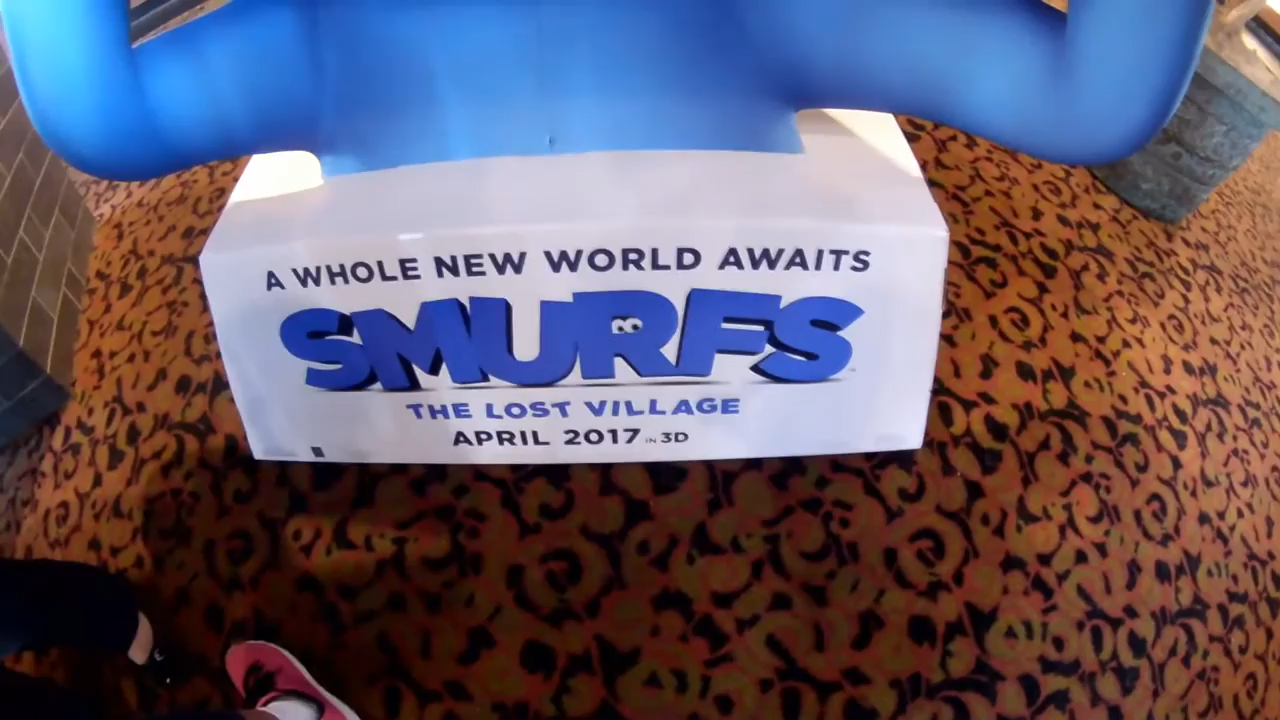 A WHOLE NEW WORLD AWAITS
SMURFS
THE LOST VILLAGE
APRIL 2017 IN 3D